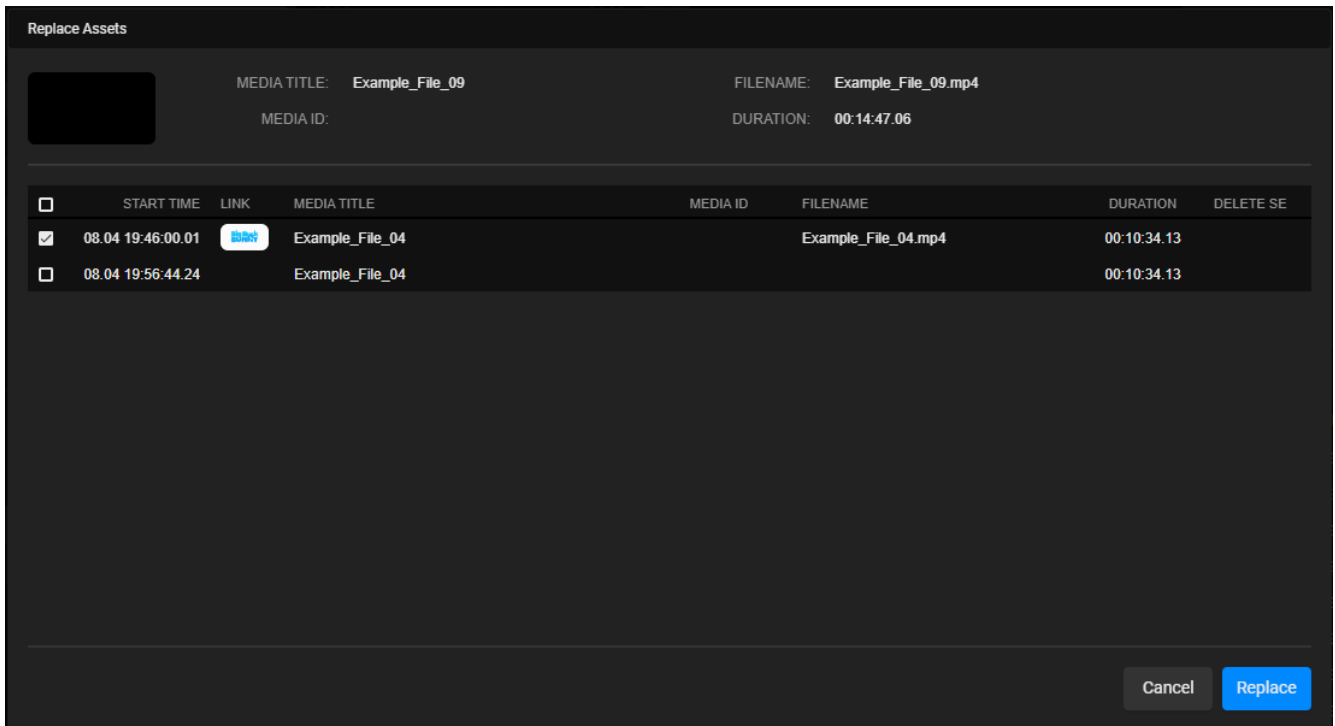 Replace Assets
MEDIA TITLE: Example_File_09 FILENAME: Example_File_09.mp4
MEDIA ID: DURATION: 00:14:47.06
START TIME LINK MEDIA TITLE MEDIA ID FILENAME DURATION DELETE SE
08.04 19:46:00.01 Example_File_04 Example_File_04.mp4 00:10:34.13
08.04 19:56:44.24 Example_File_04 00:10:34.13
Cancel Replace